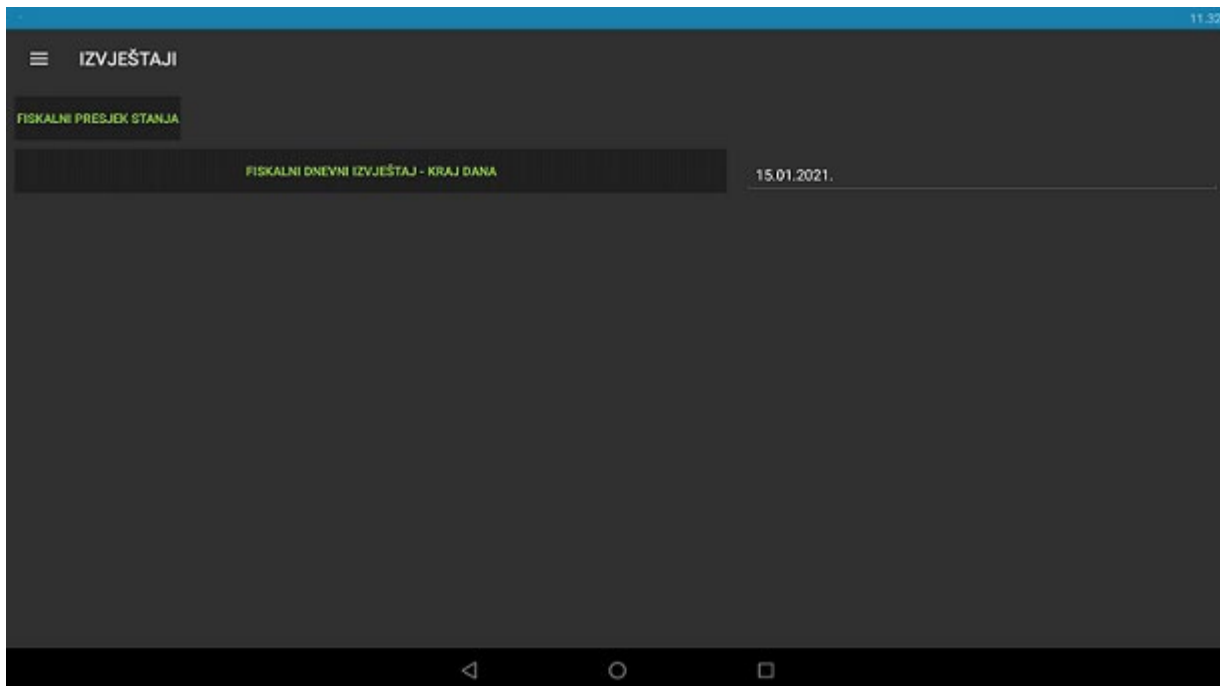 11.32
IZVJEŠTAJI
FISKALNI PRESJEK STANJA
FISKALNI DNEVNI IZVJEŠTAJ - KRAJ DANA
15.01.2021.